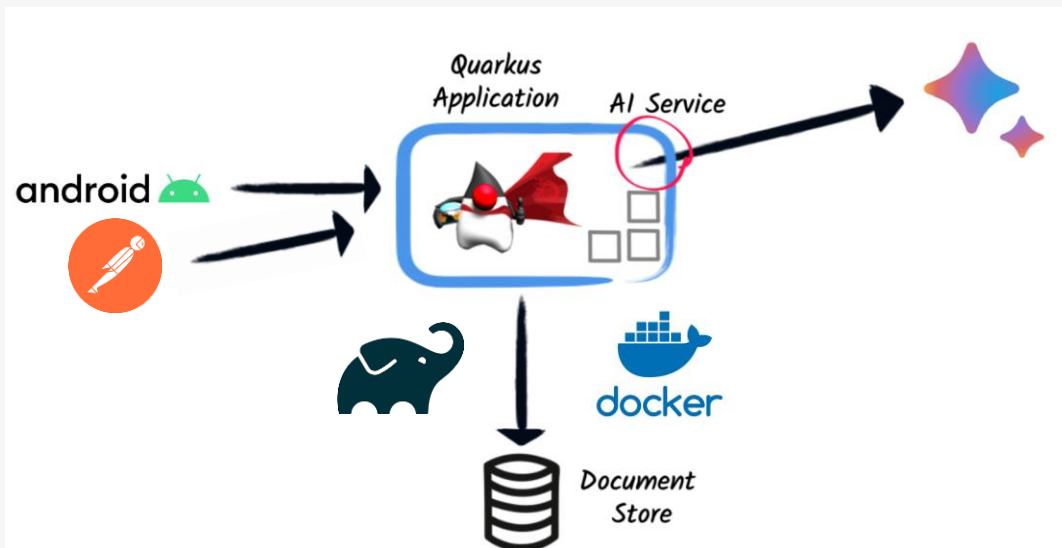 Quarkus
Application
AI Service
android
docker
Document
Store